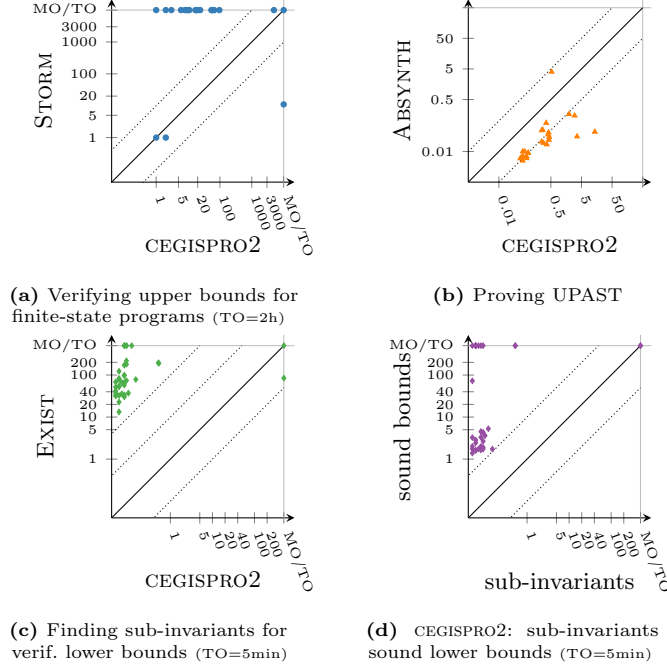 MO/TO
3000
1000
100
20
5
1
STORM
1
5
20
100
1000
3000
MO/TO
CEGISPRO2
(a) Verifying upper bounds for
finite-state programs (TO=2h)
50
5
0.5
0.01
ABSYNTH
0.01
0.5
5
50
CEGISPRO2
(b) Proving UPAST
MO/TO
200
100
40
20
10
5
1
EXIST
1
5
10
20
40
100
200
MO/TO
CEGISPRO2
(c) Finding sub-invariants for
verif. lower bounds (TO=5min)
MO/TO
200
100
40
20
10
5
1
sound bounds
1
5
10
20
40
100
200
MO/TO
sub-invariants
(d) CEGISPRO2: sub-invariants
sound lower bounds (TO=5min)